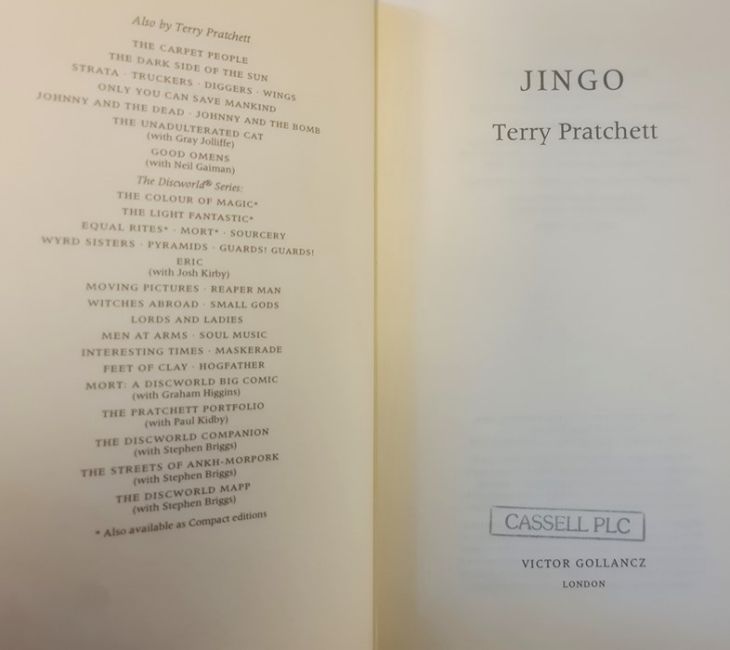 Also by Terry Pratchett
THE CARPET PEOPLE
THE DARK SIDE OF THE SUN
STRATA · TRUCKERS · DIGGERS · WINGS
ONLY YOU CAN SAVE MANKIND
JOHNNY AND THE DEAD · JOHNNY AND THE BOMB
THE UNADULTERATED CAT
(with Gray Jolliffe)
GOOD OMENS
(with Neil Gaiman)
The Discworld® Series:
THE COLOUR OF MAGIC*
THE LIGHT FANTASTIC*
EQUAL RITES* · MORT* · SOURCERY
WYRD SISTERS · PYRAMIDS · GUARDS! GUARDS!
ERIC
(with Josh Kirby)
MOVING PICTURES · REAPER MAN
WITCHES ABROAD · SMALL GODS
LORDS AND LADIES
MEN AT ARMS · SOUL MUSIC
INTERESTING TIMES · MASKERADE
FEET OF CLAY · HOGFATHER
MORT: A DISCWORLD BIG COMIC
(with Graham Higgins)
THE PRATCHETT PORTFOLIO
(with Paul Kidby)
THE DISCWORLD COMPANION
(with Stephen Briggs)
THE STREETS OF ANKH-MORPORK
(with Stephen Briggs)
THE DISCWORLD MAPP
(with Stephen Briggs)
* Also available as Compact editions
JINGO
Terry Pratchett
CASSELL PLC
VICTOR GOLLANCZ
LONDON